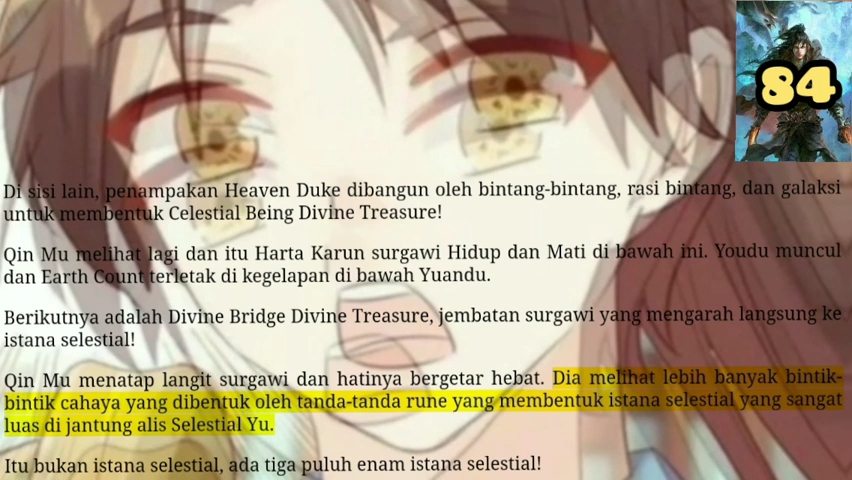 84
Di sisi lain, penampakan Heaven Duke dibangun oleh bintang-bintang, rasi bintang, dan galaksi
untuk membentuk Celestial Being Divine Treasure!
Qin Mu melihat lagi dan itu Harta Karun surgawi Hidup dan Mati di bawah ini. Youdu muncul
dan Earth Count terletak di kegelapan di bawah Yuandu.
Berikutnya adalah Divine Bridge Divine Treasure, jembatan surgawi yang mengarah langsung ke
istana selestial!
Qin Mu menatap langit surgawi dan hatinya bergetar hebat. Dia melihat lebih banyak bintik-
bintik cahaya yang dibentuk oleh tanda-tanda rune yang membentuk istana selestial yang sangat
luas di jantung alis Selestial Yu.
Itu bukan istana selestial, ada tiga puluh enam istana selestial!